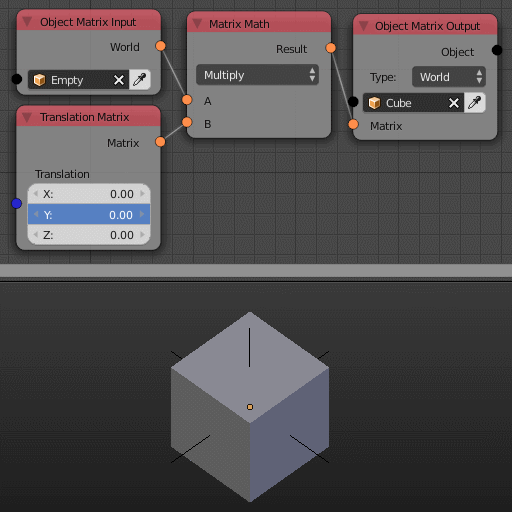 Object Matrix Input
World
Empty
Translation Matrix
Matrix
Translation
X: 0.00
Y: 0.00
Z: 0.00
Matrix Math
Result
Multiply
A
B
Object Matrix Output
Object
Type: World
Cube
Matrix